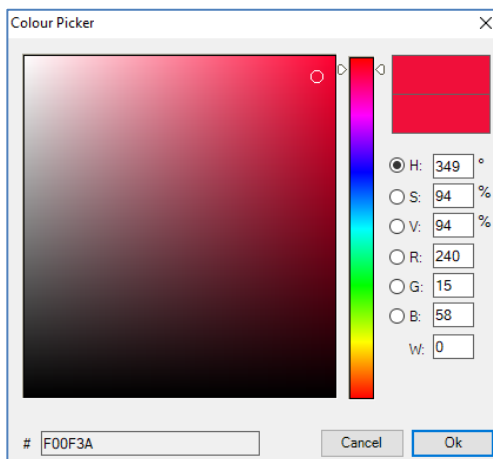 Colour Picker
H: 349 °
S: 94 %
V: 94 %
R: 240
G: 15
B: 58
W: 0
# F00F3A
Cancel
Ok